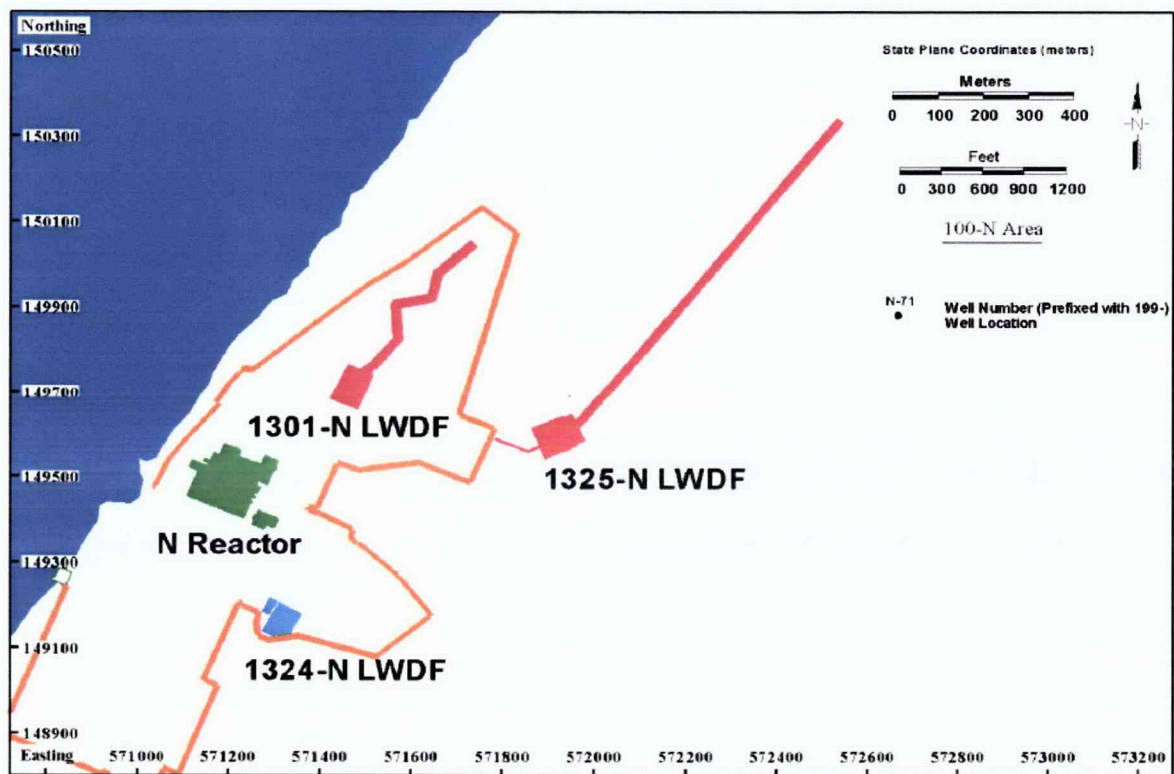 Northing
150500
150300
150100
149900
149700
149500
149300
149100
148900
Easting
571000 571200 571400 571600 571800 572000 572200 572400 572600 572800 573000 573200
State Plane Coordinates (meters)
Meters
0 100 200 300 400
Feet
0 300 600 900 1200
100-N Area
-N-
N-71
Well Number (Prefixed with 199-)
Well Location
1301-N LWDF
1325-N LWDF
N Reactor
1324-N LWDF